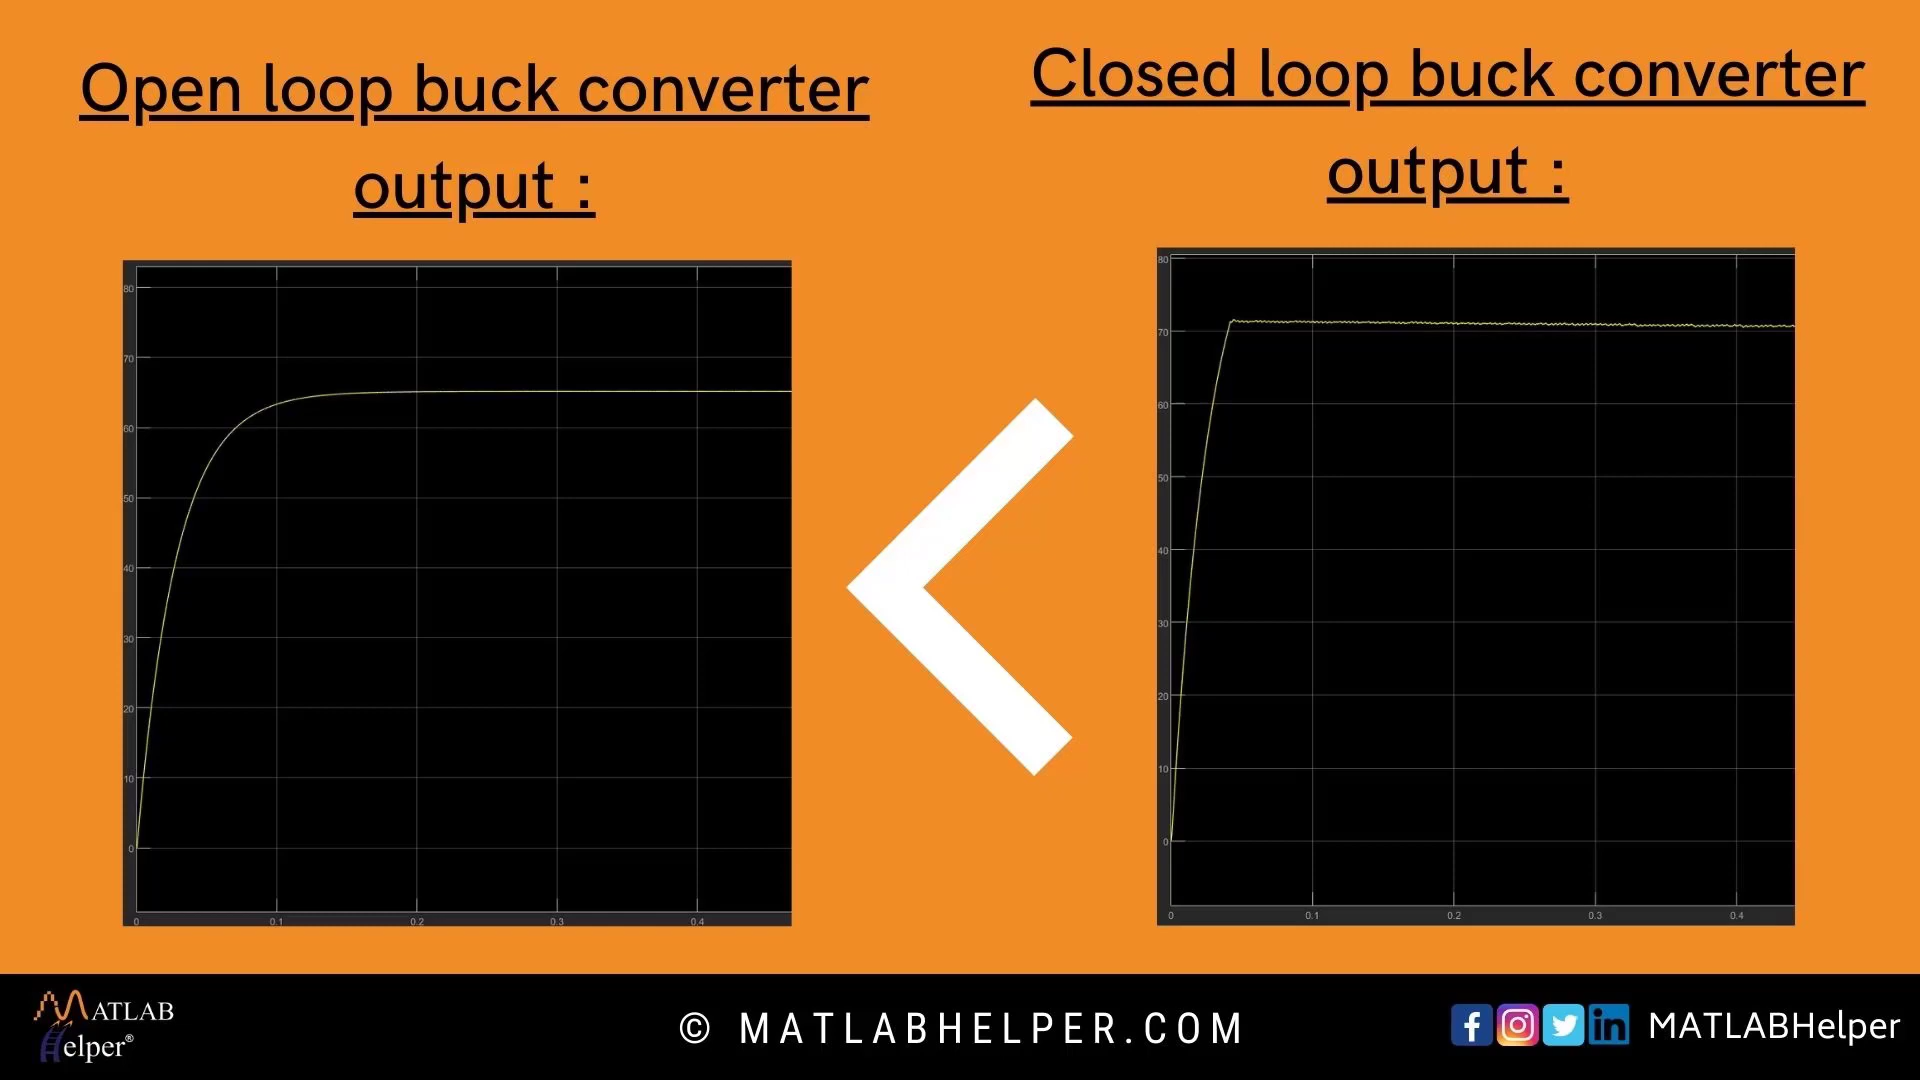 Open loop buck converter
output :
Closed loop buck converter
output :
80
70
60
50
40
30
20
10
0
0 0.1 0.2 0.3 0.4
80
70
60
50
40
30
20
10
0
0 0.1 0.2 0.3 0.4
MATLAB
Helper®
© MATLABHELPER.COM
MATLABHelper